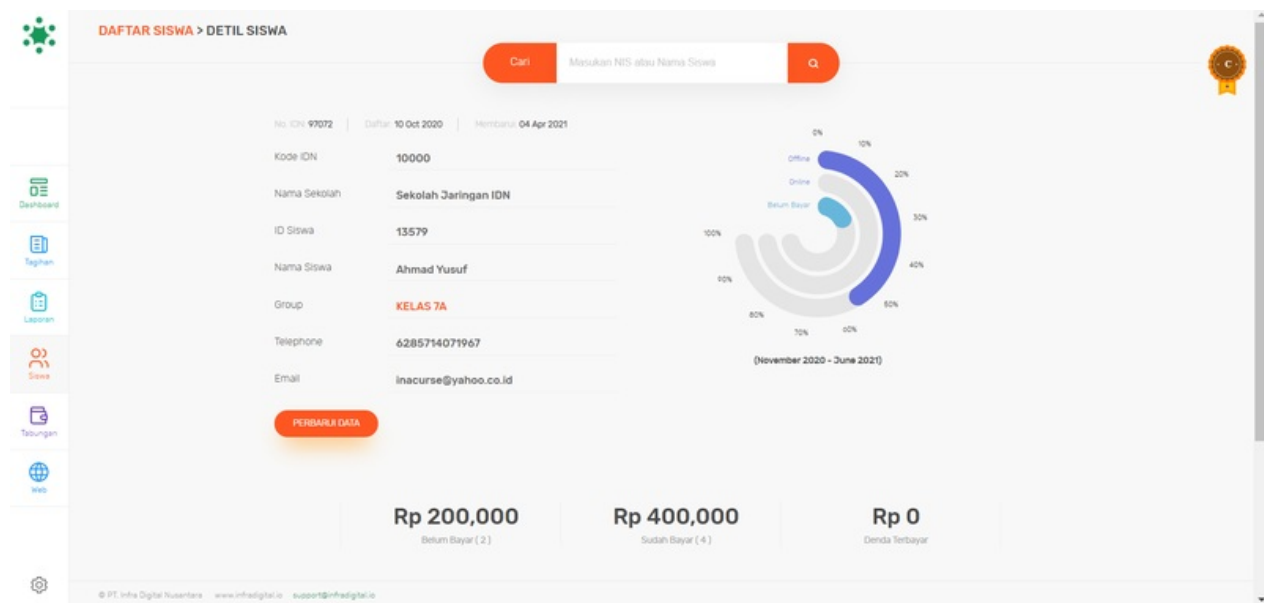 DAFTAR SISWA > DETIL SISWA
Cari Masukan NIS atau Nama Siswa
C
No. IDN: 97072 Daftar: 10 Oct 2020 Membarui: 04 Apr 2021
Kode IDN 10000
Nama Sekolah Sekolah Jaringan IDN
ID Siswa 13579
Nama Siswa Ahmad Yusuf
Group KELAS 7A
Telephone 6285714071967
Email inacurse@yahoo.co.id
PERBARUI DATA
Offline
Online
Belum Bayar
0%
10%
20%
30%
40%
50%
60%
70%
80%
90%
100%
(November 2020 - June 2021)
Dashboard
Tagihan
Laporan
Siswa
Tabungan
Web
Rp 200,000
Belum Bayar ( 2 )
Rp 400,000
Sudah Bayar ( 4 )
Rp 0
Denda Terbayar
© PT. Infra Digital Nusantara www.infradigital.io support@infradigital.io